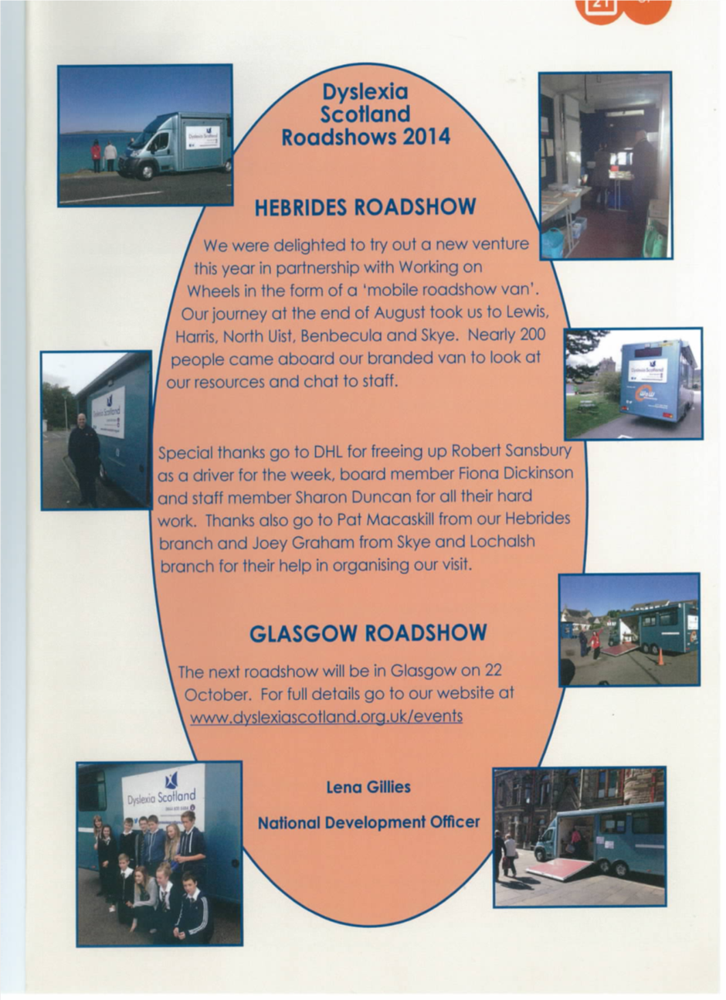 21
Dyslexia
Scotland
Roadshows 2014
HEBRIDES ROADSHOW
We were delighted to try out a new venture
this year in partnership with Working on
Wheels in the form of a ‘mobile roadshow van’.
Our journey at the end of August took us to Lewis,
Harris, North Uist, Benbecula and Skye. Nearly 200
people came aboard our branded van to look at
our resources and chat to staff.
Special thanks go to DHL for freeing up Robert Sansbury
as a driver for the week, board member Fiona Dickinson
and staff member Sharon Duncan for all their hard
work. Thanks also go to Pat Macaskill from our Hebrides
branch and Joey Graham from Skye and Lochalsh
branch for their help in organising our visit.
GLASGOW ROADSHOW
The next roadshow will be in Glasgow on 22
October. For full details go to our website at
www.dyslexiascotland.org.uk/events
Lena Gillies
National Development Officer
Dyslexia Scotland
Dyslexia Scotland
Dyslexia Scotland
WoW
Dyslexia Scotland